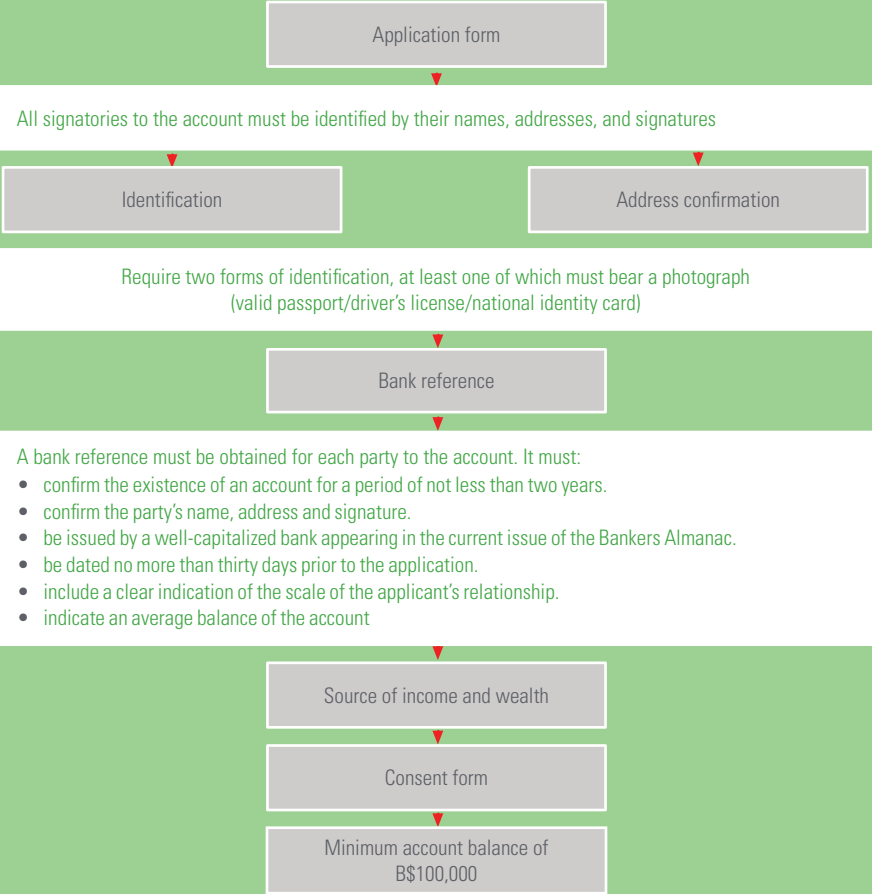 Application form
All signatories to the account must be identified by their names, addresses, and signatures
Identification
Address confirmation
Require two forms of identification, at least one of which must bear a photograph
(valid passport/driver's license/national identity card)
Bank reference
A bank reference must be obtained for each party to the account. It must:
• confirm the existence of an account for a period of not less than two years.
• confirm the party's name, address and signature.
• be issued by a well-capitalized bank appearing in the current issue of the Bankers Almanac.
• be dated no more than thirty days prior to the application.
• include a clear indication of the scale of the applicant's relationship.
• indicate an average balance of the account
Source of income and wealth
Consent form
Minimum account balance of
B$100,000